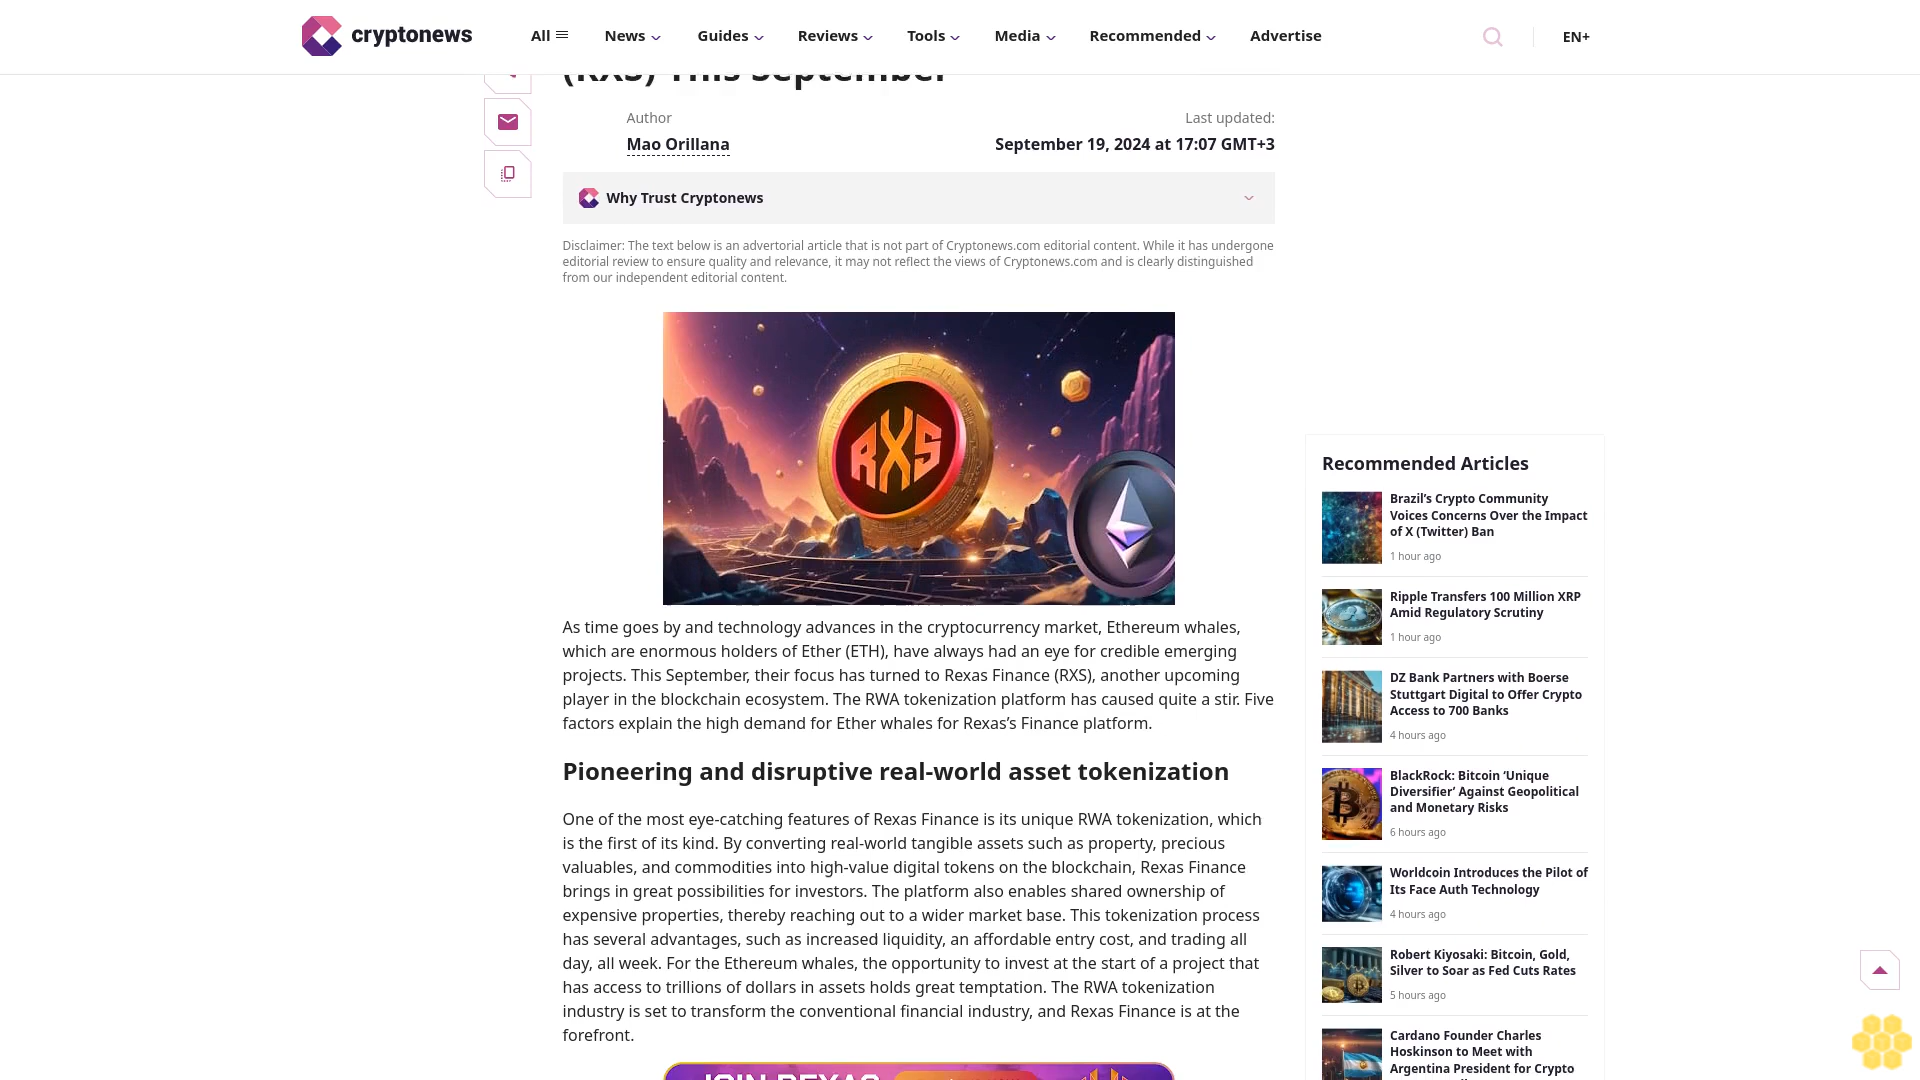 cryptonews
All
News
Guides
Reviews
Tools
Media
Recommended
Advertise
EN+
(RXS) This September
Author
Mao Orillana
Last updated:
September 19, 2024 at 17:07 GMT+3
Why Trust Cryptonews
Disclaimer: The text below is an advertorial article that is not part of Cryptonews.com editorial content. While it has undergone
editorial review to ensure quality and relevance, it may not reflect the views of Cryptonews.com and is clearly distinguished
from our independent editorial content.
RXS
As time goes by and technology advances in the cryptocurrency market, Ethereum whales,
which are enormous holders of Ether (ETH), have always had an eye for credible emerging
projects. This September, their focus has turned to Rexas Finance (RXS), another upcoming
player in the blockchain ecosystem. The RWA tokenization platform has caused quite a stir. Five
factors explain the high demand for Ether whales for Rexas’s Finance platform.
Pioneering and disruptive real-world asset tokenization
One of the most eye-catching features of Rexas Finance is its unique RWA tokenization, which
is the first of its kind. By converting real-world tangible assets such as property, precious
valuables, and commodities into high-value digital tokens on the blockchain, Rexas Finance
brings in great possibilities for investors. The platform also enables shared ownership of
expensive properties, thereby reaching out to a wider market base. This tokenization process
has several advantages, such as increased liquidity, an affordable entry cost, and trading all
day, all week. For the Ethereum whales, the opportunity to invest at the start of a project that
has access to trillions of dollars in assets holds great temptation. The RWA tokenization
industry is set to transform the conventional financial industry, and Rexas Finance is at the
forefront.
JOIN REXAS
Recommended Articles
Brazil’s Crypto Community
Voices Concerns Over the Impact
of X (Twitter) Ban
1 hour ago
Ripple Transfers 100 Million XRP
Amid Regulatory Scrutiny
1 hour ago
DZ Bank Partners with Boerse
Stuttgart Digital to Offer Crypto
Access to 700 Banks
4 hours ago
BlackRock: Bitcoin ‘Unique
Diversifier’ Against Geopolitical
and Monetary Risks
6 hours ago
Worldcoin Introduces the Pilot of
Its Face Auth Technology
4 hours ago
Robert Kiyosaki: Bitcoin, Gold,
Silver to Soar as Fed Cuts Rates
5 hours ago
Cardano Founder Charles
Hoskinson to Meet with
Argentina President for Crypto